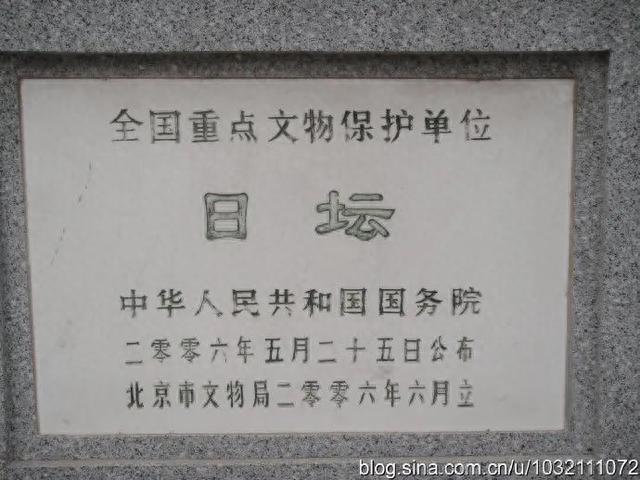 全国重点文物保护单位
日坛
中华人民共和国国务院
二零零六年五月二十五日公布
北京市文物局二零零六年六月立
blog.sina.com.cn/u/1032111072